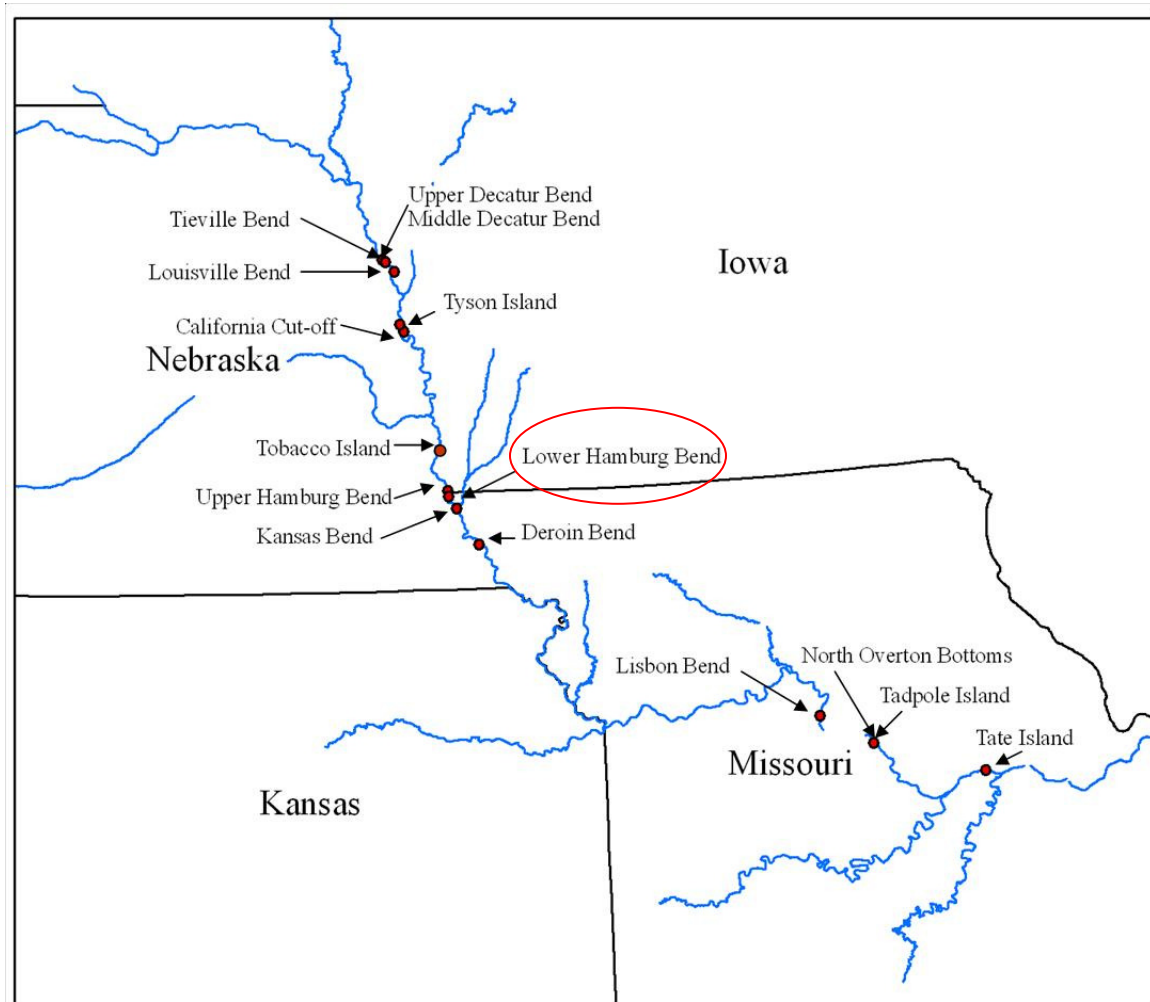 Upper Decatur Bend
Middle Decatur Bend
Tieville Bend
Louisville Bend
Iowa
Tyson Island
California Cut-off
Nebraska
Tobacco Island
Lower Hamburg Bend
Upper Hamburg Bend
Kansas Bend
Deroin Bend
North Overton Bottoms
Lisbon Bend
Tadpole Island
Tate Island
Missouri
Kansas